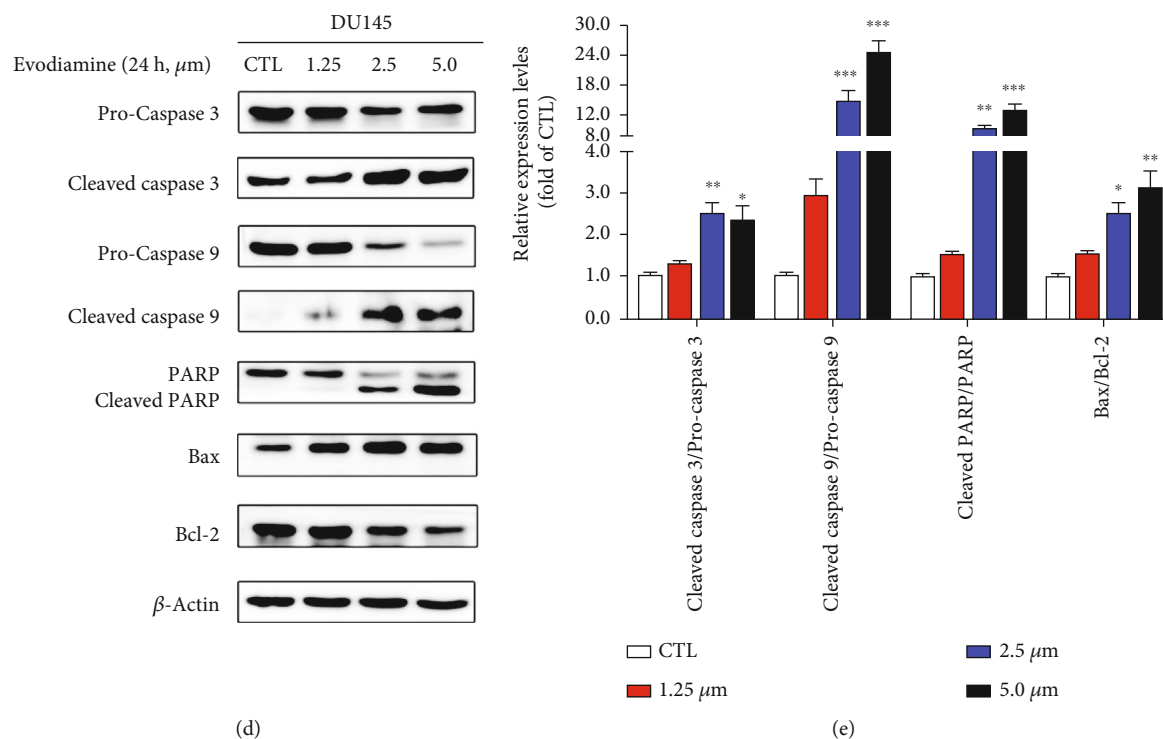 DU145
Evodiamine (24 h, μm) CTL 1.25 2.5 5.0
Pro-Caspase 3
Cleaved caspase 3
Pro-Caspase 9
Cleaved caspase 9
PARP
Cleaved PARP
Bax
Bcl-2
β-Actin
(d)
Relative expression levles
(fold of CTL)
30.0
24.0
18.0
12.0
8.0
4.0
3.0
2.0
1.0
0.0
** *
*** ***
** ***
* **
Cleaved caspase 3/Pro-caspase 3
Cleaved caspase 9/Pro-caspase 9
Cleaved PARP/PARP
Bax/Bcl-2
CTL
1.25 μm
2.5 μm
5.0 μm
(e)